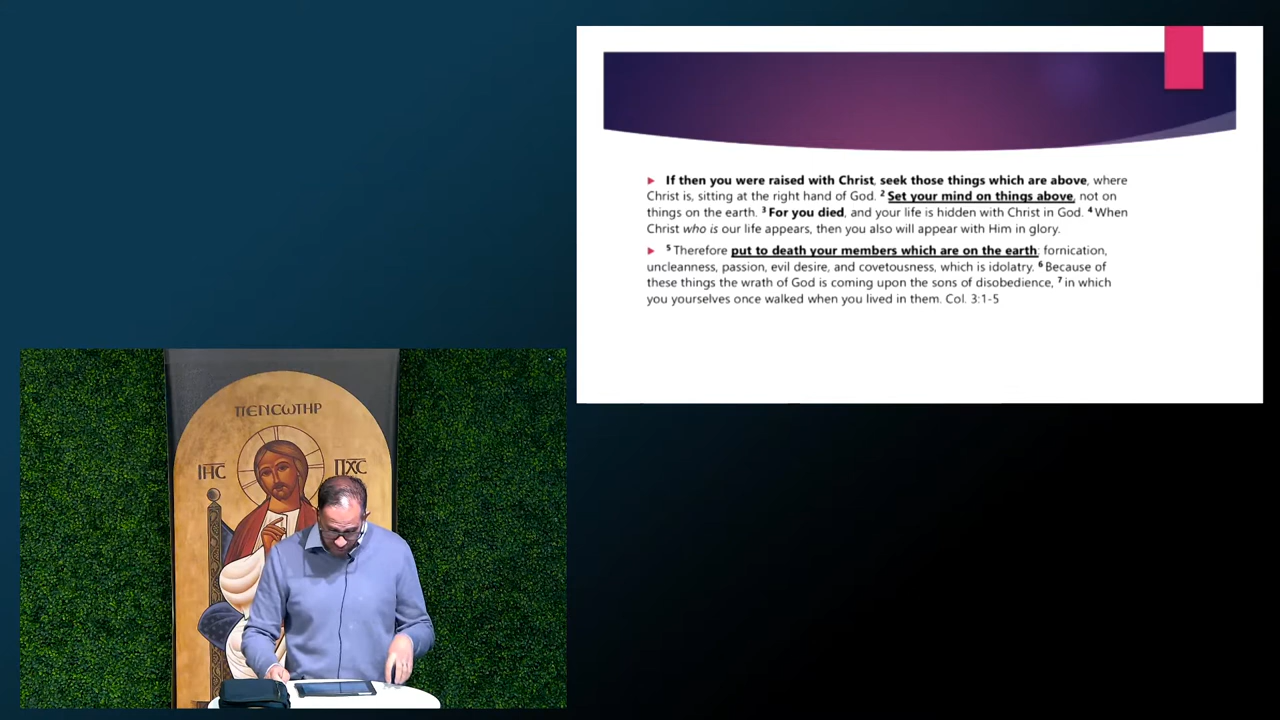 If then you were raised with Christ, seek those things which are above, where
Christ is, sitting at the right hand of God. 2 Set your mind on things above, not on
things on the earth. 3 For you died, and your life is hidden with Christ in God. 4 When
Christ who is our life appears, then you also will appear with Him in glory.
5 Therefore put to death your members which are on the earth: fornication,
uncleanness, passion, evil desire, and covetousness, which is idolatry. 6 Because of
these things the wrath of God is coming upon the sons of disobedience, 7 in which
you yourselves once walked when you lived in them. Col. 3:1-5
ⲠⲈⲚⲤⲰⲦⲎⲢ
ⲒⲎⲤ ⲠⲬⲤ